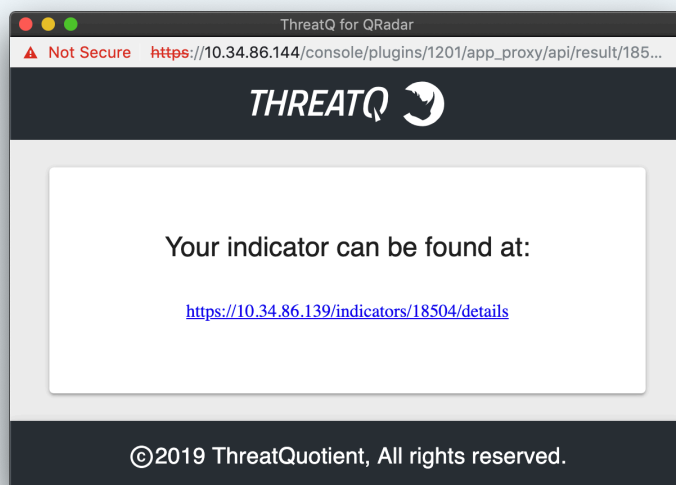 ThreatQ for QRadar
Not Secure https://10.34.86.144/console/plugins/1201/app_proxy/api/result/185...
THREATQ
Your indicator can be found at:
https://10.34.86.139/indicators/18504/details
©2019 ThreatQuotient, All rights reserved.